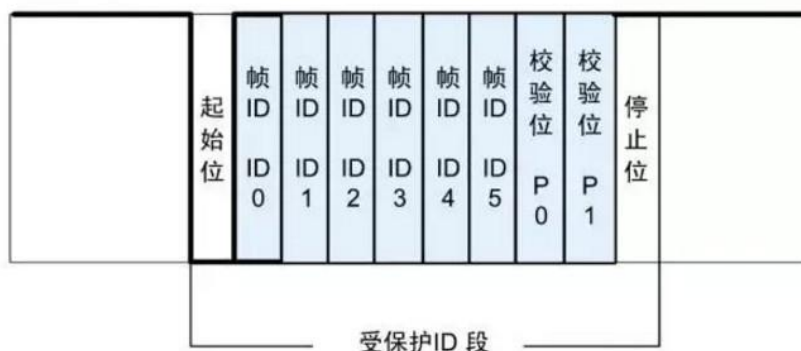 起始位
帧ID ID0
帧ID ID1
帧ID ID2
帧ID ID3
帧ID ID4
帧ID ID5
校验位 P0
校验位 P1
停止位
受保护ID 段